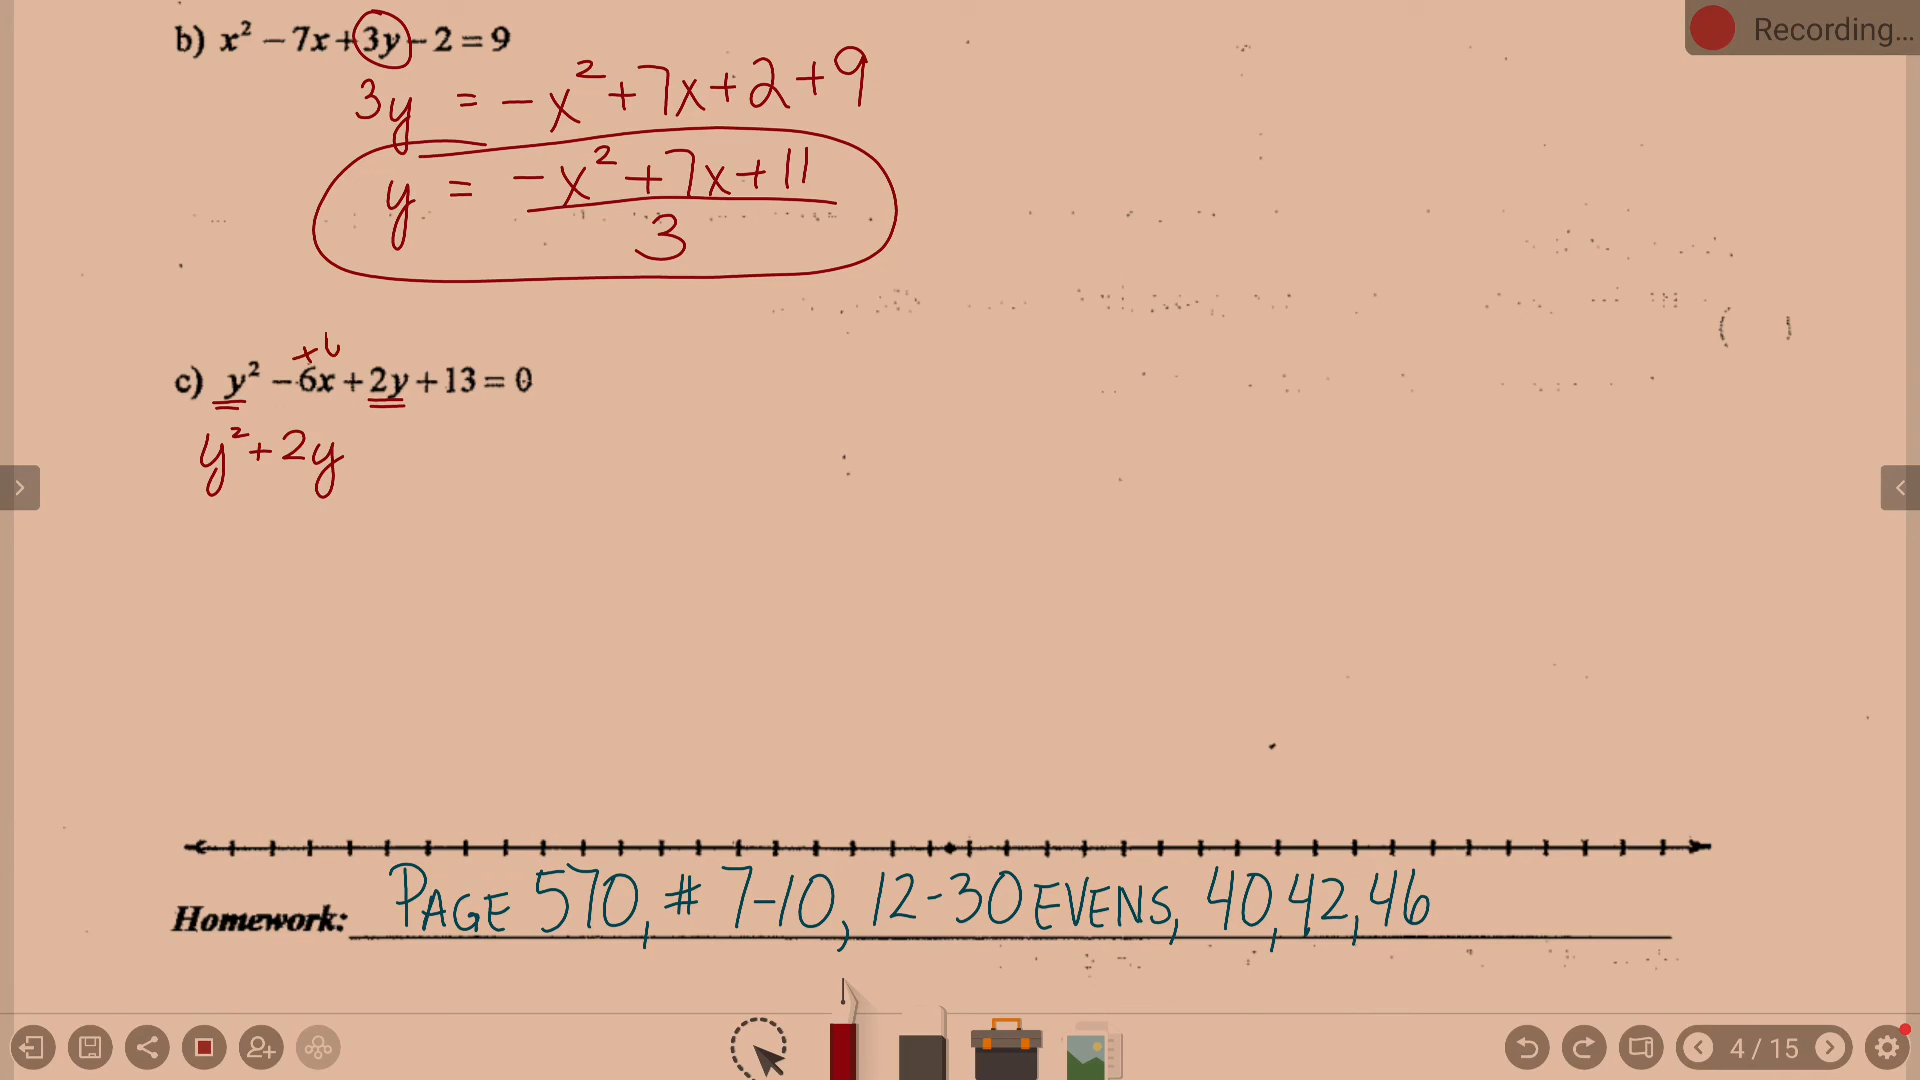 b) x² − 7x + 3y − 2 = 9
3y = − x² + 7x + 2 + 9
y = − x² + 7x + 11
3
+6
c) y² − 6x + 2y + 13 = 0
y² + 2y
PAGE 570, # 7-10, 12-30 EVENS, 40, 42, 46
Homework:
Recording...
4 / 15